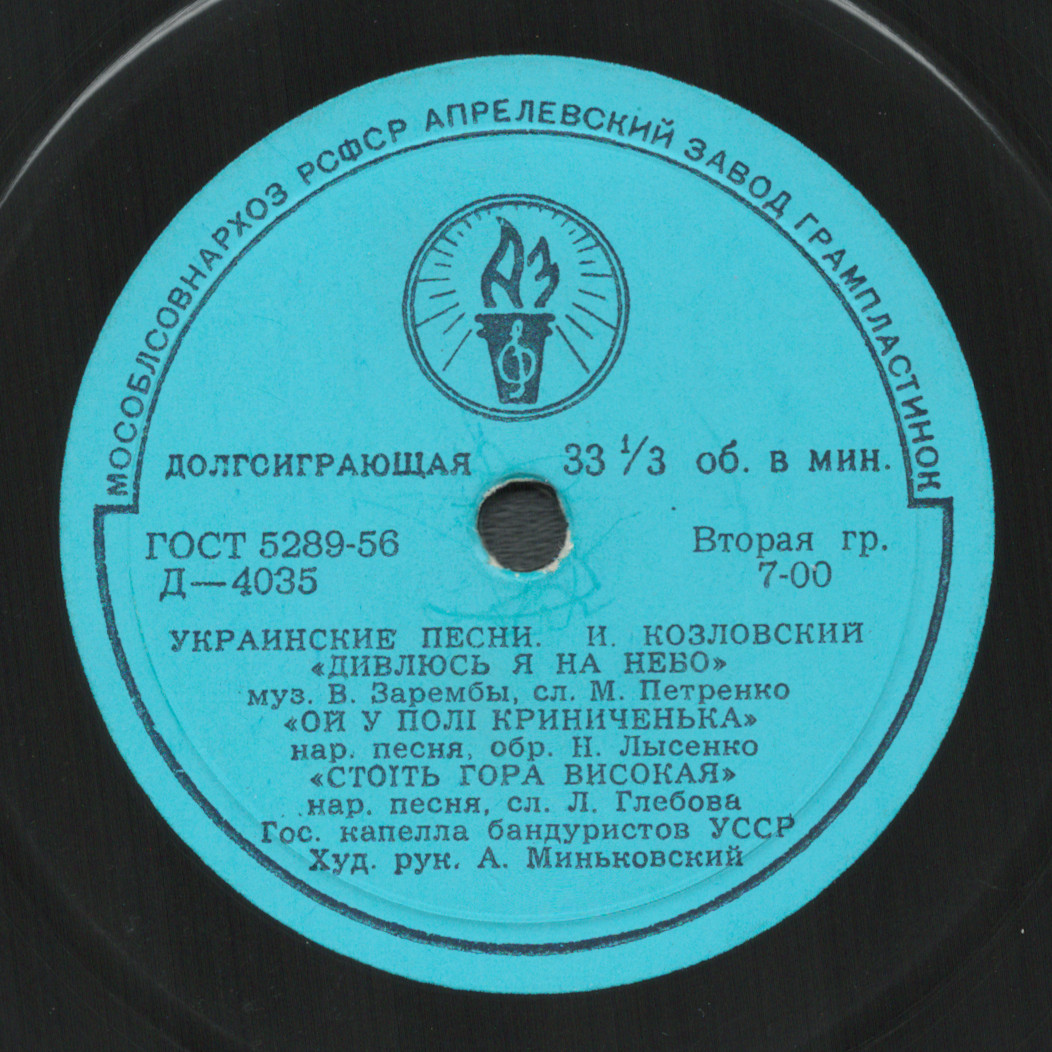 МОСОБЛСОВНАРХОЗ РСФСР АПРЕЛЕВСКИЙ ЗАВОД ГРАМПЛАСТИНОК
АЗ
ДОЛГОИГРАЮЩАЯ 33 1/3 об. в мин.
ГОСТ 5289-56 Вторая гр.
Д—4035 7-00
УКРАИНСКИЕ ПЕСНИ. И. КОЗЛОВСКИЙ
«ДИВЛЮСЬ Я НА НЕБО»
муз. В. Зарембы, сл. М. Петренко
«ОЙ У ПОЛІ КРИНИЧЕНЬКА»
нар. песня, обр. Н. Лысенко
«СТОІТЬ ГОРА ВИСОКАЯ»
нар. песня, сл. Л. Глебова
Гос. капелла бандуристов УССР
Худ. рук. А. Миньковский